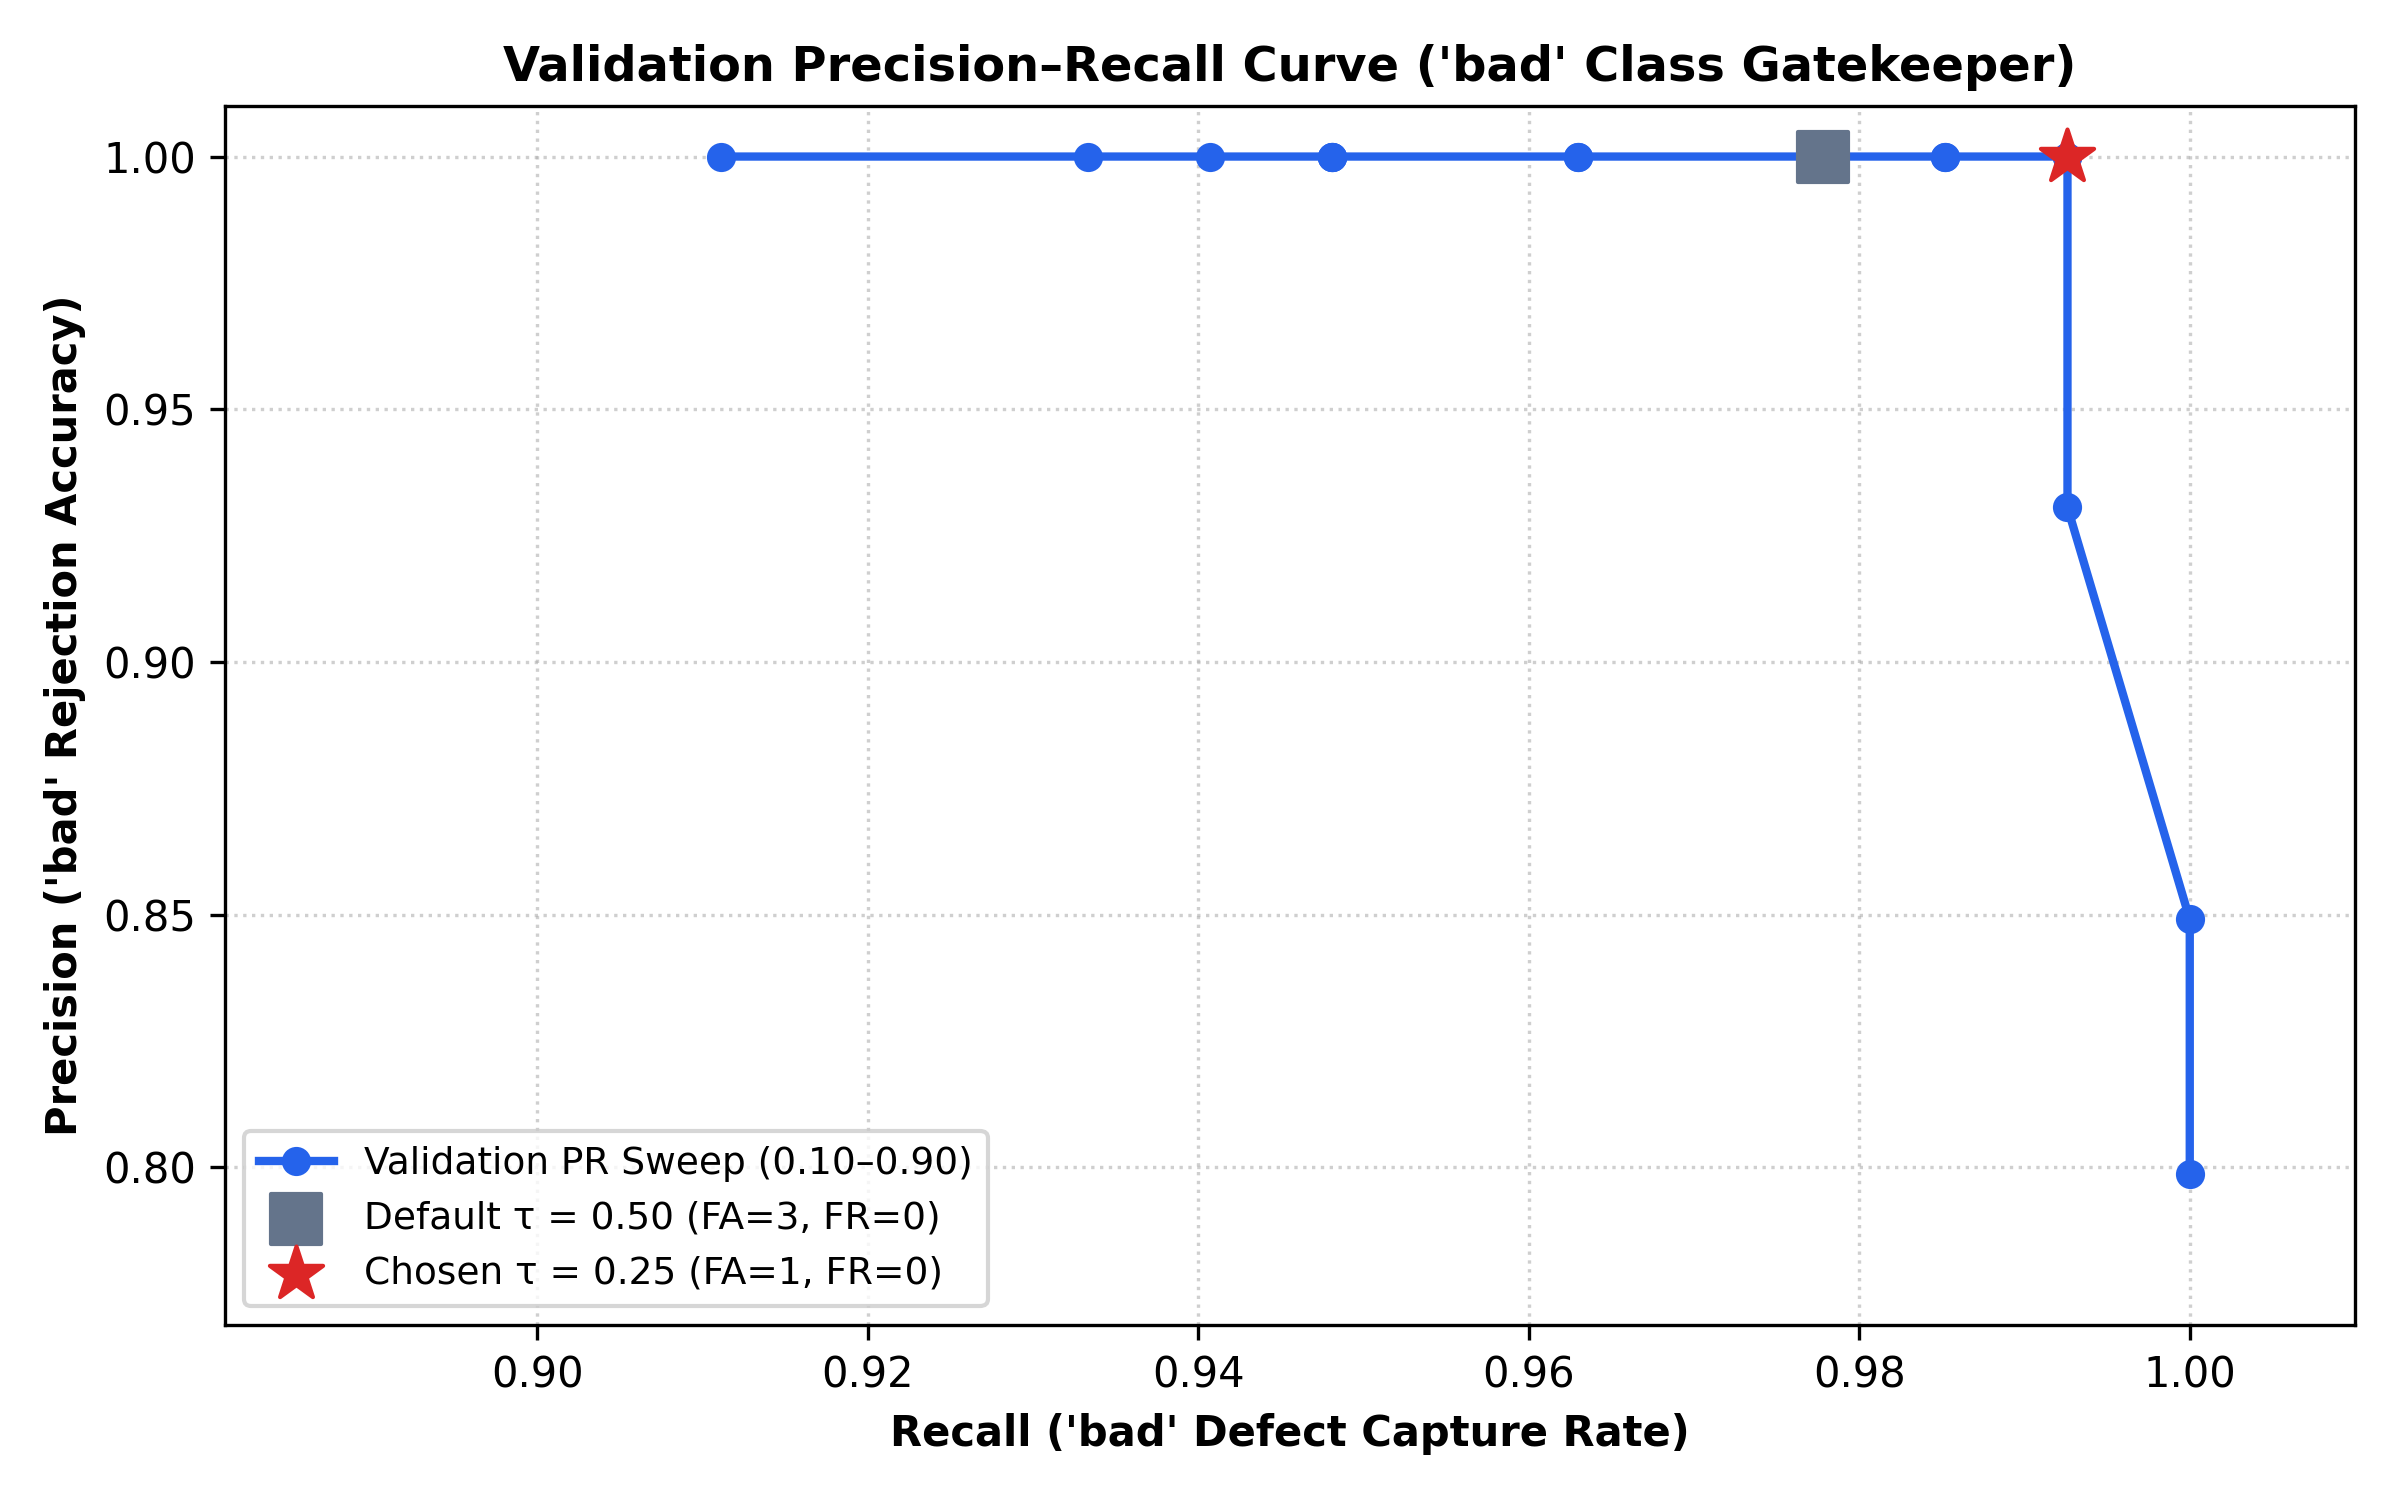 Validation Precision–Recall Curve ('bad' Class Gatekeeper)
Precision ('bad' Rejection Accuracy)
1.00
0.95
0.90
0.85
0.80
Validation PR Sweep (0.10–0.90)
Default τ = 0.50 (FA=3, FR=0)
Chosen τ = 0.25 (FA=1, FR=0)
0.90 0.92 0.94 0.96 0.98 1.00
Recall ('bad' Defect Capture Rate)